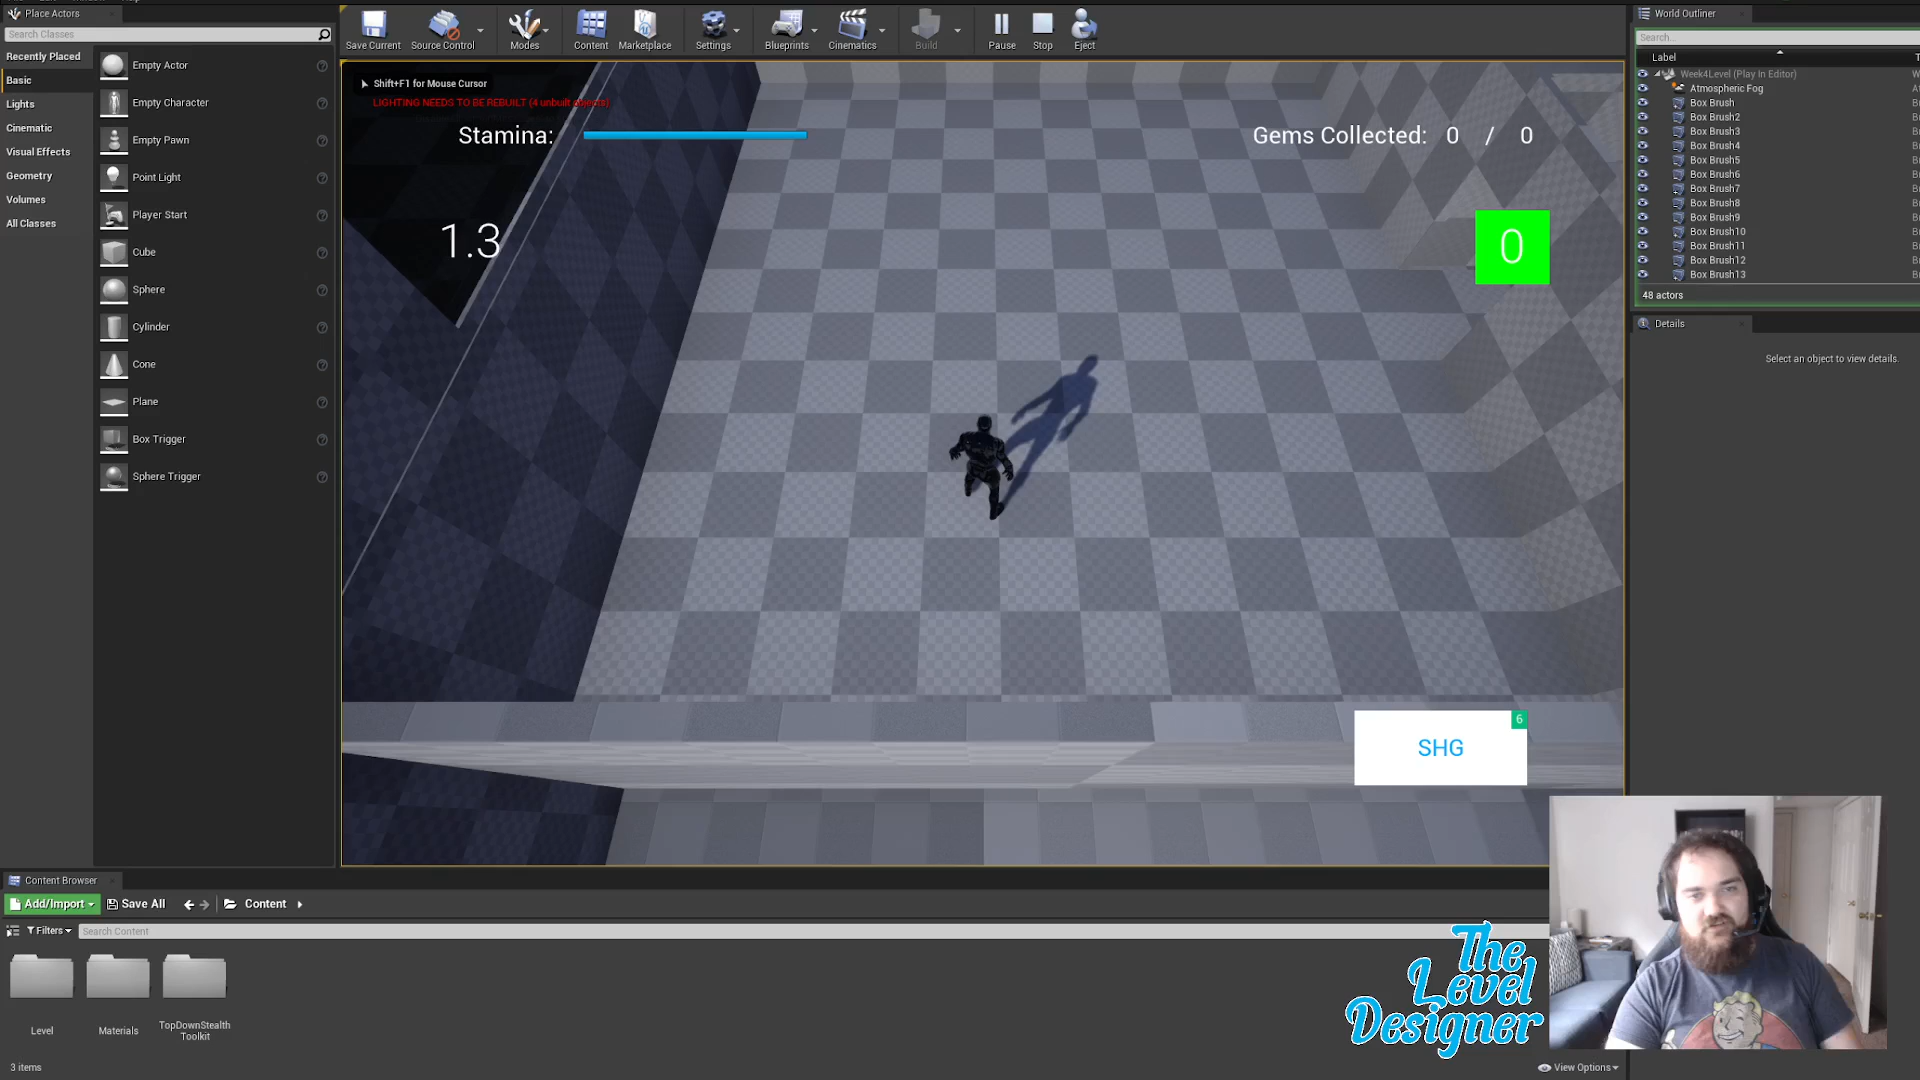 Place Actors
Search Classes
Recently Placed
Basic
Lights
Cinematic
Visual Effects
Geometry
Volumes
All Classes
Empty Actor
Empty Character
Empty Pawn
Point Light
Player Start
Cube
Sphere
Cylinder
Cone
Plane
Box Trigger
Sphere Trigger
Save Current
Source Control
Modes
Content
Marketplace
Settings
Blueprints
Cinematics
Build
Pause
Stop
Eject
Shift+F1 for Mouse Cursor
LIGHTING NEEDS TO BE REBUILT (4 unbuilt objects)
Stamina:
Gems Collected: 0 / 0
1.3
0
6
SHG
World Outliner
Search...
Label
Week4Level (Play In Editor)
Atmospheric Fog
Box Brush
Box Brush2
Box Brush3
Box Brush4
Box Brush5
Box Brush6
Box Brush7
Box Brush8
Box Brush9
Box Brush10
Box Brush11
Box Brush12
Box Brush13
48 actors
Details
Select an object to view details.
Content Browser
Add/Import
Save All
Content
Filters
Search Content
Level
Materials
TopDownStealth
Toolkit
3 items
View Options
The
Level
Designer